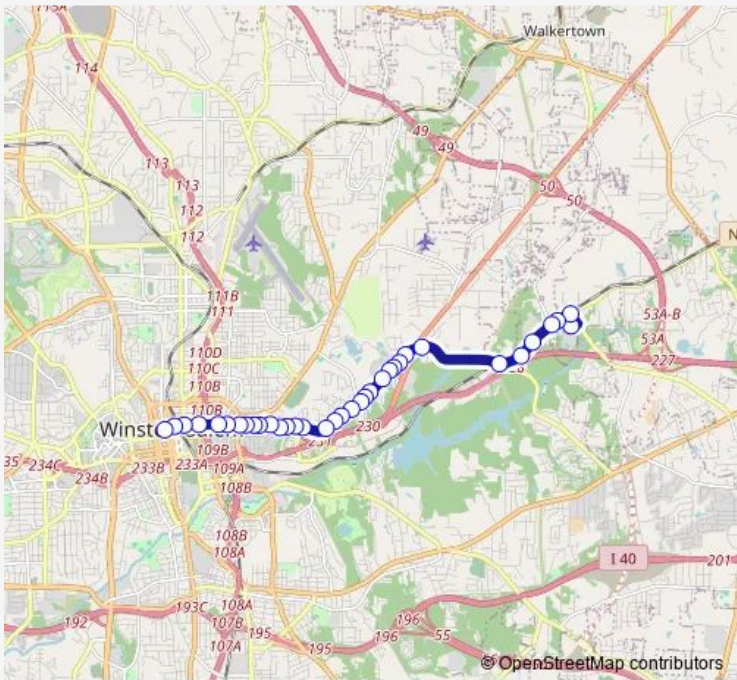 113A
Walkertown
114
49
49
113
113
50
50
112
112
N
111B
111
53A-B
53A
227
110D
110C
110B
110B
Winst
230
109B
35
234C
233B
233A
109A
234B
108B
108B
108A
I 40
201
193C
108A
192
107B
195
196
196
55
107A
195
© OpenStreetMap contributors